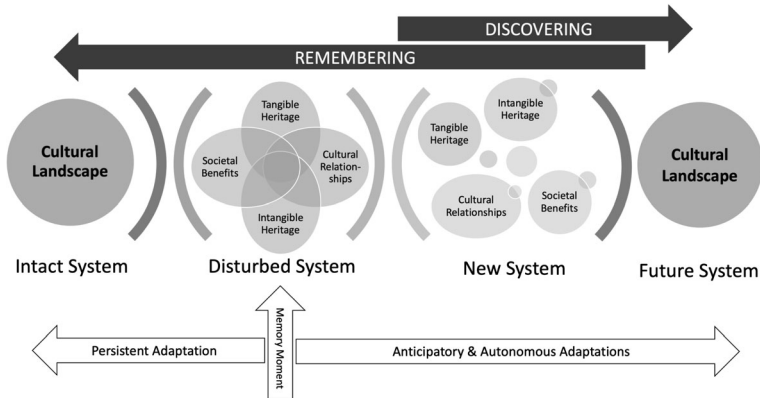 DISCOVERING
REMEMBERING
Cultural
Landscape
Tangible
Heritage
Societal
Benefits
Cultural
Relation-
ships
Intangible
Heritage
Tangible
Heritage
Intangible
Heritage
Cultural
Relationships
Societal
Benefits
Cultural
Landscape
Intact System
Disturbed System
New System
Future System
Persistent Adaptation
Memory Moment
Anticipatory & Autonomous Adaptations